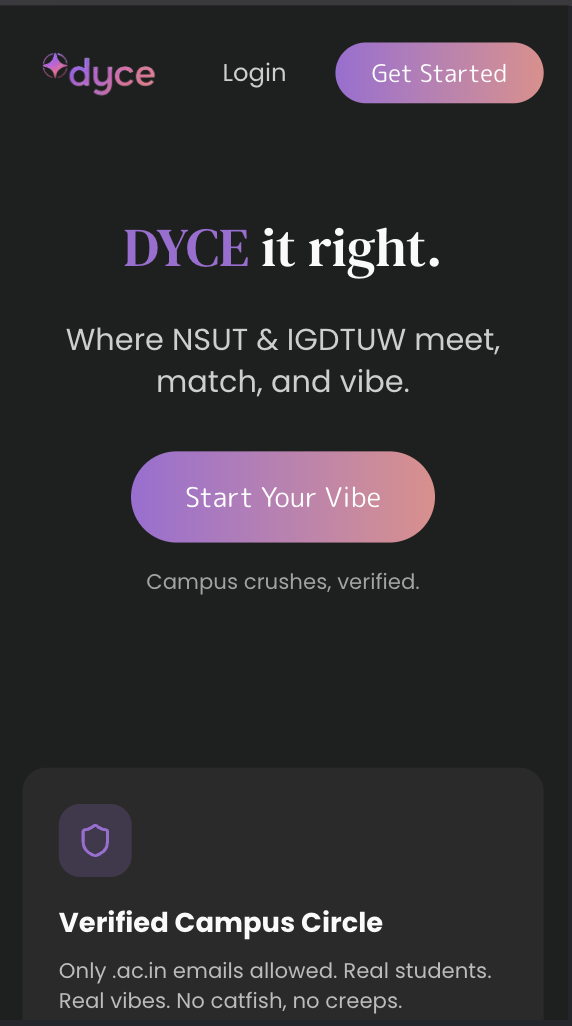 dyce
Login
Get Started
DYCE it right.
Where NSUT & IGDTUW meet,
match, and vibe.
Start Your Vibe
Campus crushes, verified.
Verified Campus Circle
Only .ac.in emails allowed. Real students.
Real vibes. No catfish, no creeps.